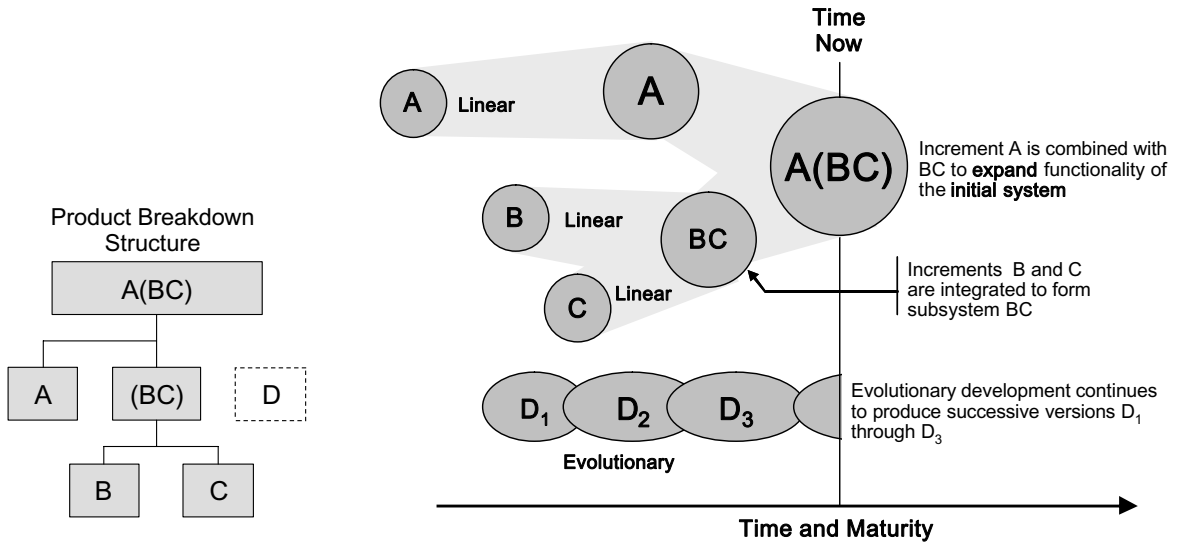 Product Breakdown
Structure
A(BC)
A
(BC)
D
B
C
Time
Now
A
Linear
A
A(BC)
Increment A is combined with
BC to expand functionality of
the initial system
B
Linear
BC
C
Linear
Increments B and C
are integrated to form
subsystem BC
D1
D2
D3
Evolutionary
Evolutionary development continues
to produce successive versions D1
through D3
Time and Maturity